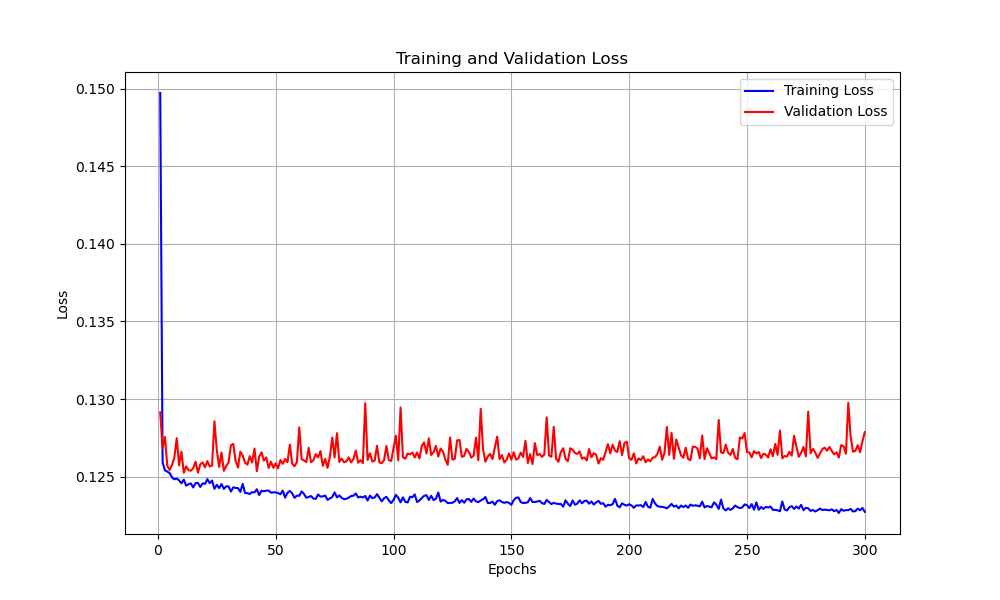 Training and Validation Loss
Training Loss
Validation Loss
0.150
0.145
0.140
0.135
0.130
0.125
Loss
0 50 100 150 200 250 300
Epochs